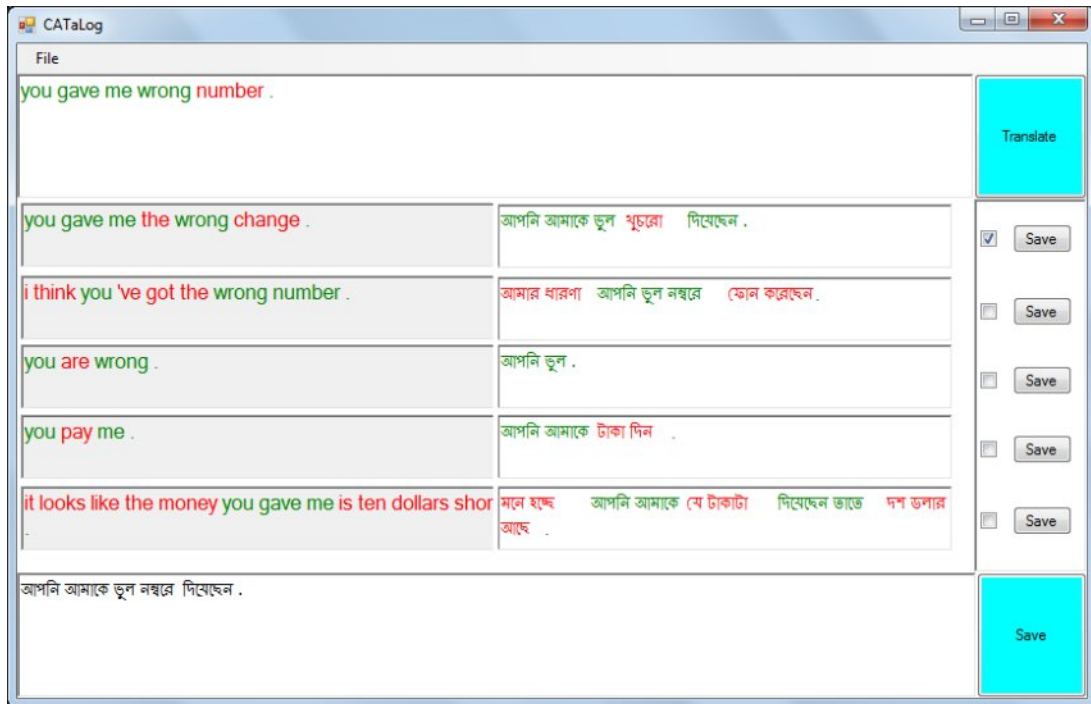 CATaLog
File
you gave me wrong number .
Translate
you gave me the wrong change .
আপনি আমাকে ভুল খুচরো দিয়েছেন .
Save
i think you 've got the wrong number .
আমার ধারণা আপনি ভুল নম্বরে ফোন করেছেন .
Save
you are wrong .
আপনি ভুল .
Save
you pay me .
আপনি আমাকে টাকা দিন .
Save
it looks like the money you gave me is ten dollars shor
.
মনে হচ্ছে আপনি আমাকে যে টাকাটা দিয়েছেন তাতে দশ ডলার
আছে .
Save
আপনি আমাকে ভুল নম্বরে দিয়েছেন .
Save